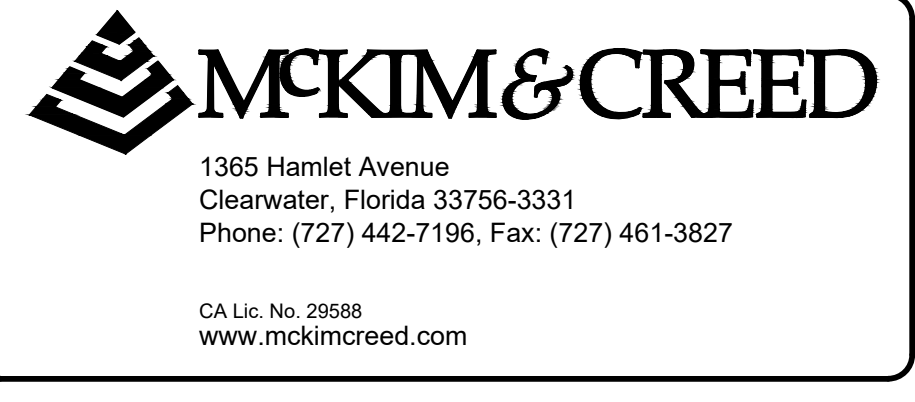 McKIM & CREED
1365 Hamlet Avenue
Clearwater, Florida 33756-3331
Phone: (727) 442-7196, Fax: (727) 461-3827
CA Lic. No. 29588
www.mckimcreed.com